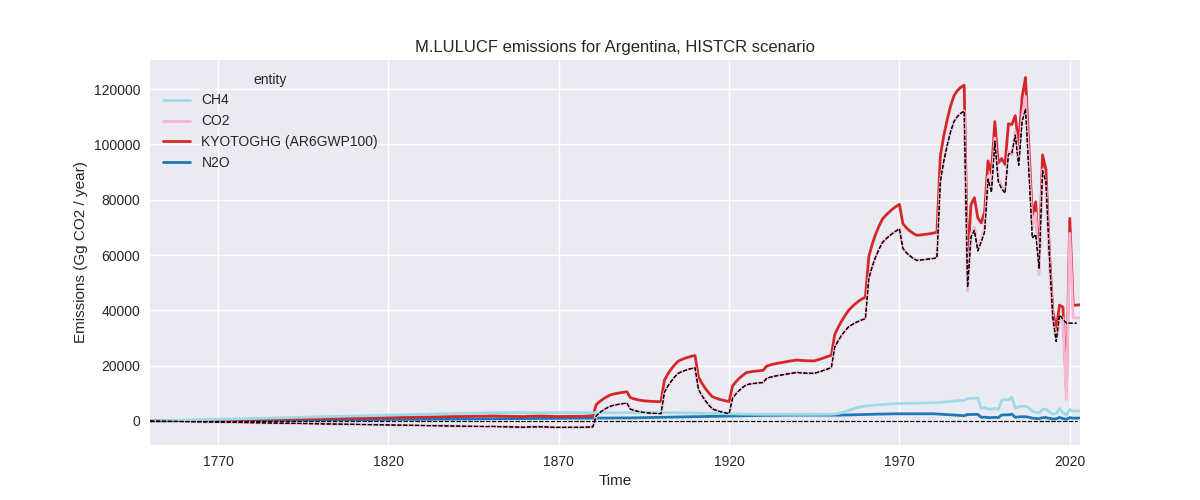 M.LULUCF emissions for Argentina, HISTCR scenario
Emissions (Gg CO2 / year)
120000
100000
80000
60000
40000
20000
0
entity
CH4
CO2
KYOTOGHG (AR6GWP100)
N2O
1770
1820
1870
1920
1970
2020
Time